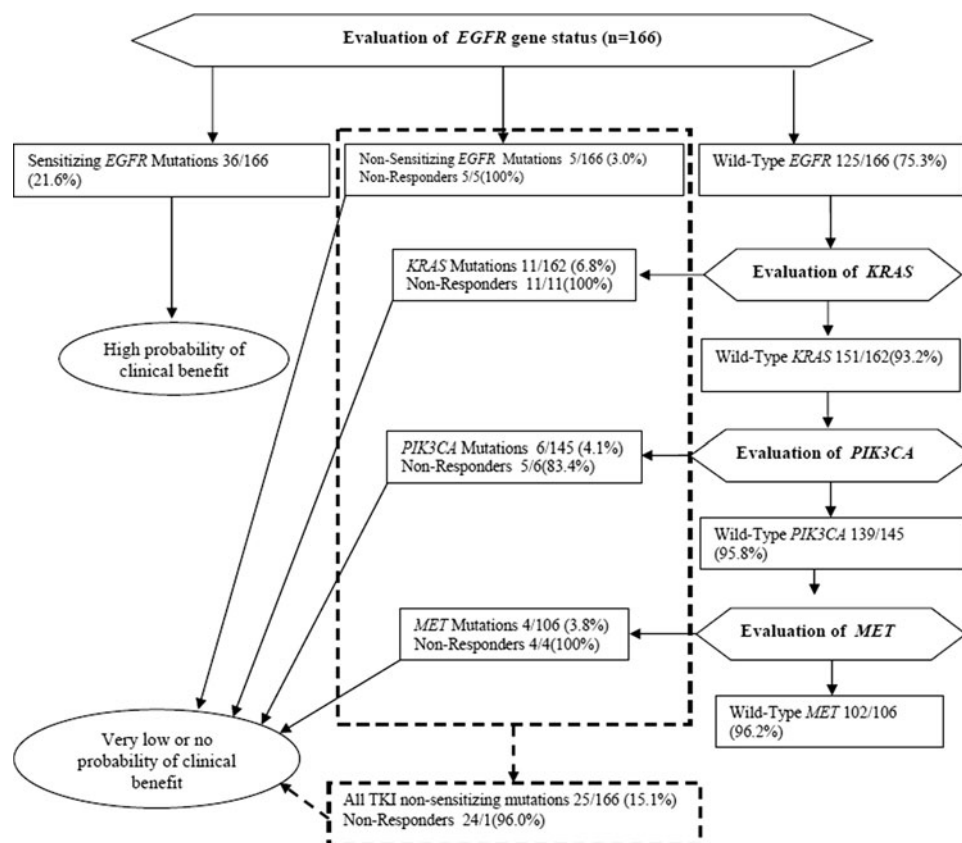 Evaluation of EGFR gene status (n=166)
Sensitizing EGFR Mutations 36/166
(21.6%)
Non-Sensitizing EGFR Mutations 5/166 (3.0%)
Non-Responders 5/5(100%)
Wild-Type EGFR 125/166 (75.3%)
KRAS Mutations 11/162 (6.8%)
Non-Responders 11/11(100%)
Evaluation of KRAS
High probability of
clinical benefit
Wild-Type KRAS 151/162(93.2%)
PIK3CA Mutations 6/145 (4.1%)
Non-Responders 5/6(83.4%)
Evaluation of PIK3CA
Wild-Type PIK3CA 139/145
(95.8%)
MET Mutations 4/106 (3.8%)
Non-Responders 4/4(100%)
Evaluation of MET
Wild-Type MET 102/106
(96.2%)
Very low or no
probability of clinical
benefit
All TKI non-sensitizing mutations 25/166 (15.1%)
Non-Responders 24/1(96.0%)